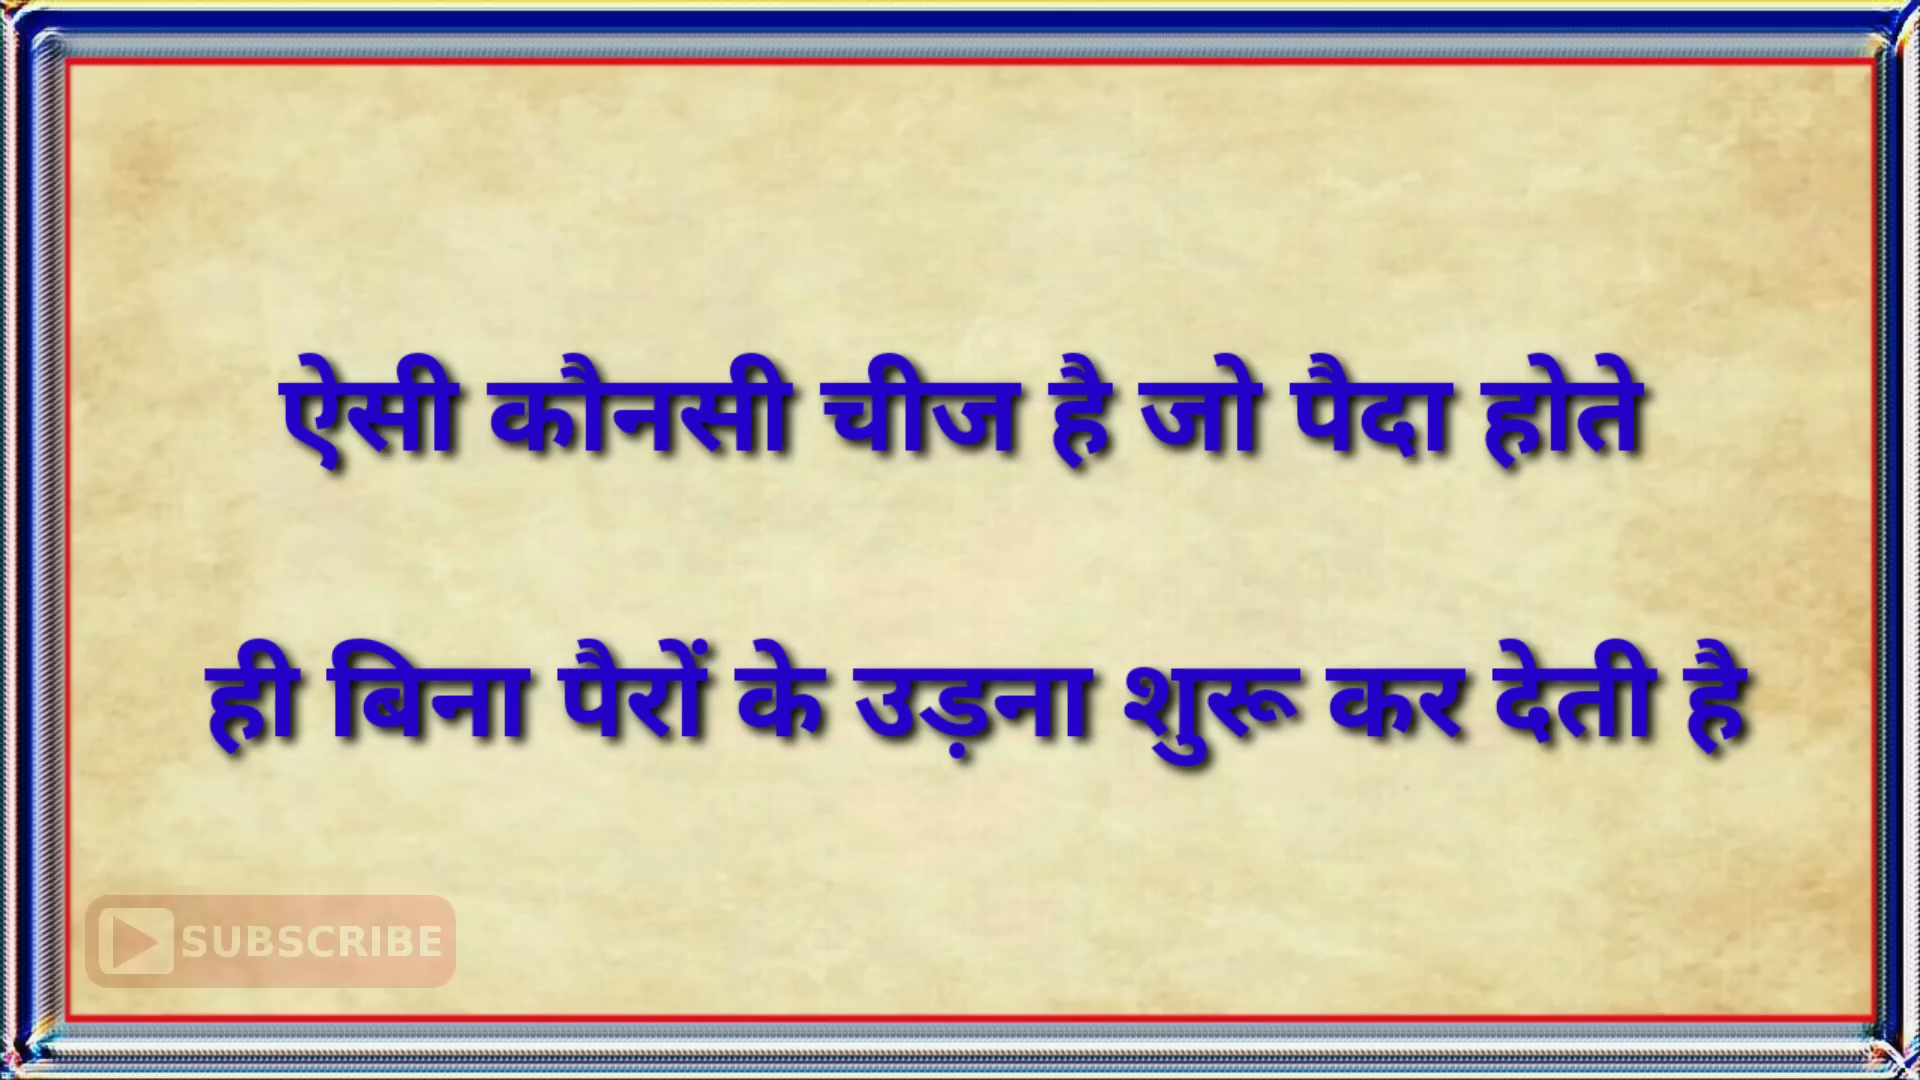 ऐसी कौनसी चीज है जो पैदा होते
ही बिना पैरों के उड़ना शुरू कर देती है
SUBSCRIBE